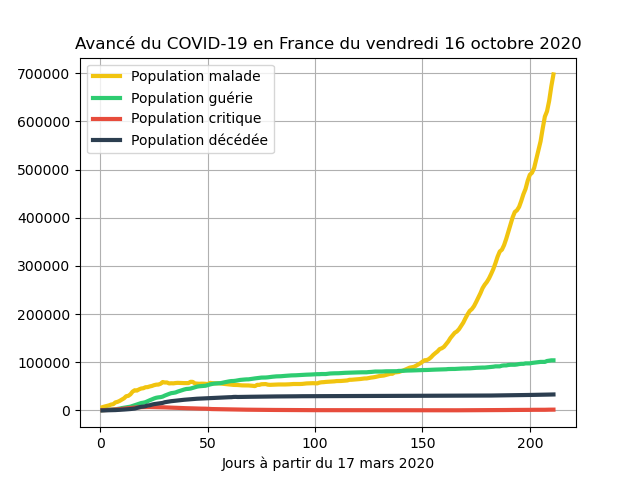 Avancé du COVID-19 en France du vendredi 16 octobre 2020
700000
600000
500000
400000
300000
200000
100000
0
Population malade
Population guérie
Population critique
Population décédée
0 50 100 150 200
Jours à partir du 17 mars 2020